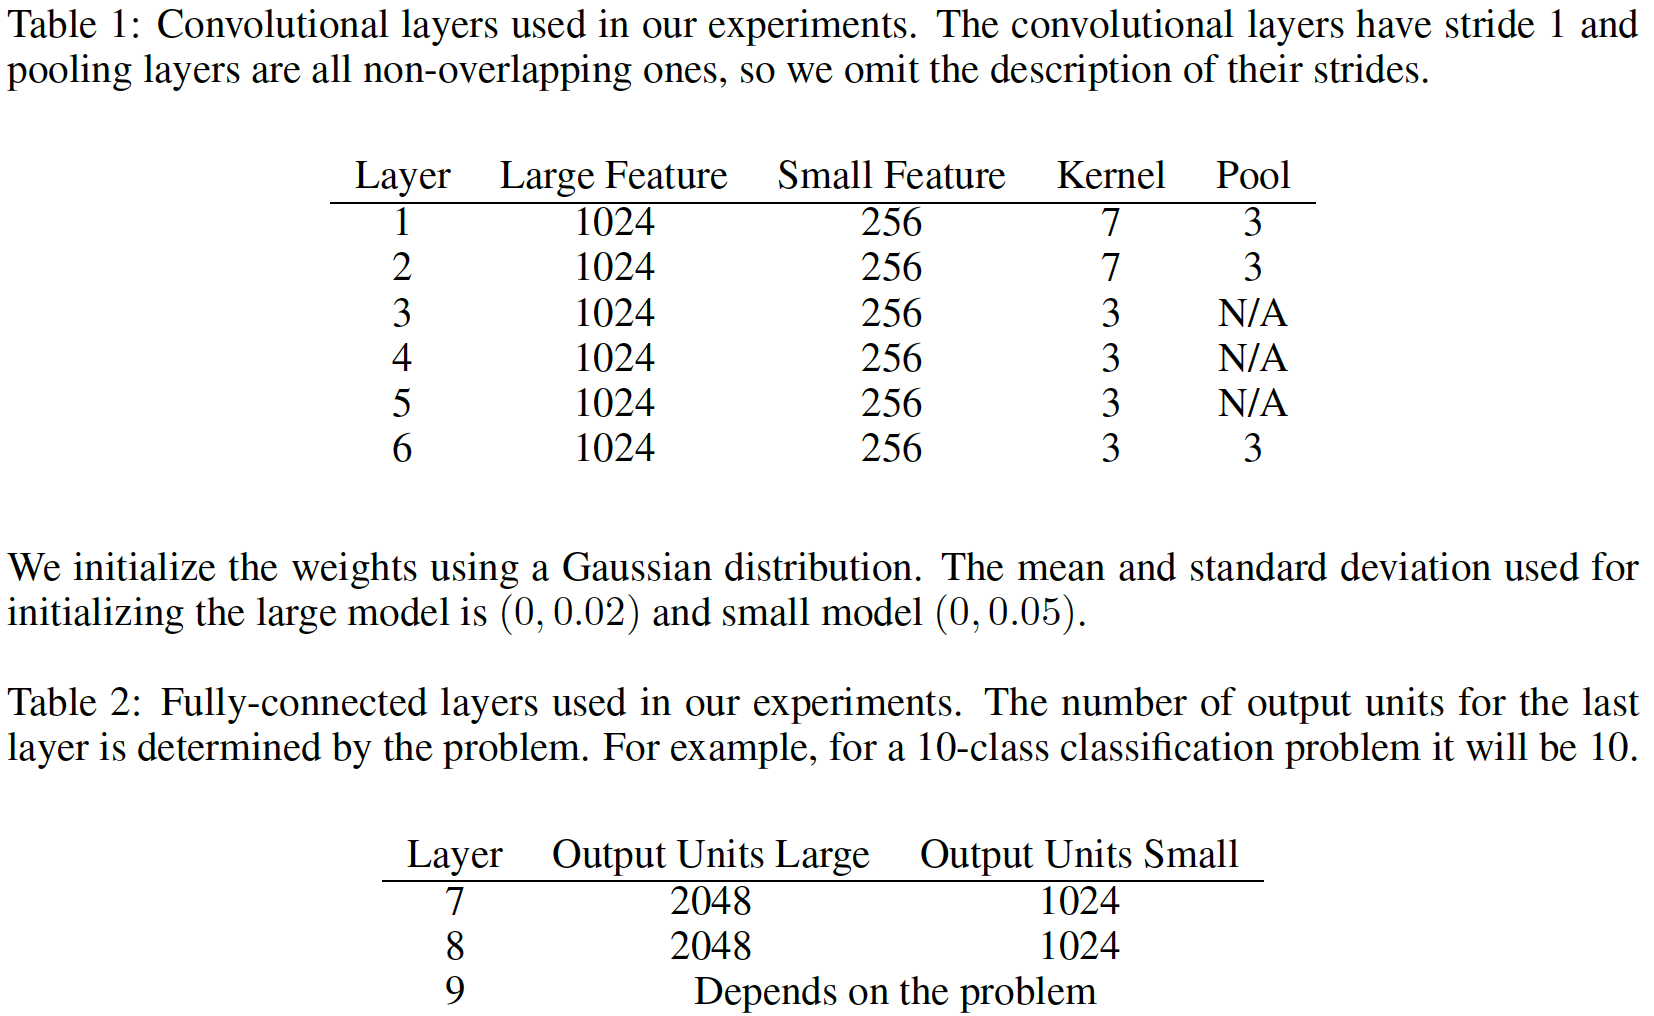 Table 1: Convolutional layers used in our experiments. The convolutional layers have stride 1 and
pooling layers are all non-overlapping ones, so we omit the description of their strides.
Layer Large Feature Small Feature Kernel Pool
1 1024 256 7 3
2 1024 256 7 3
3 1024 256 3 N/A
4 1024 256 3 N/A
5 1024 256 3 N/A
6 1024 256 3 3
We initialize the weights using a Gaussian distribution. The mean and standard deviation used for
initializing the large model is (0, 0.02) and small model (0, 0.05).
Table 2: Fully-connected layers used in our experiments. The number of output units for the last
layer is determined by the problem. For example, for a 10-class classification problem it will be 10.
Layer Output Units Large Output Units Small
7 2048 1024
8 2048 1024
9 Depends on the problem